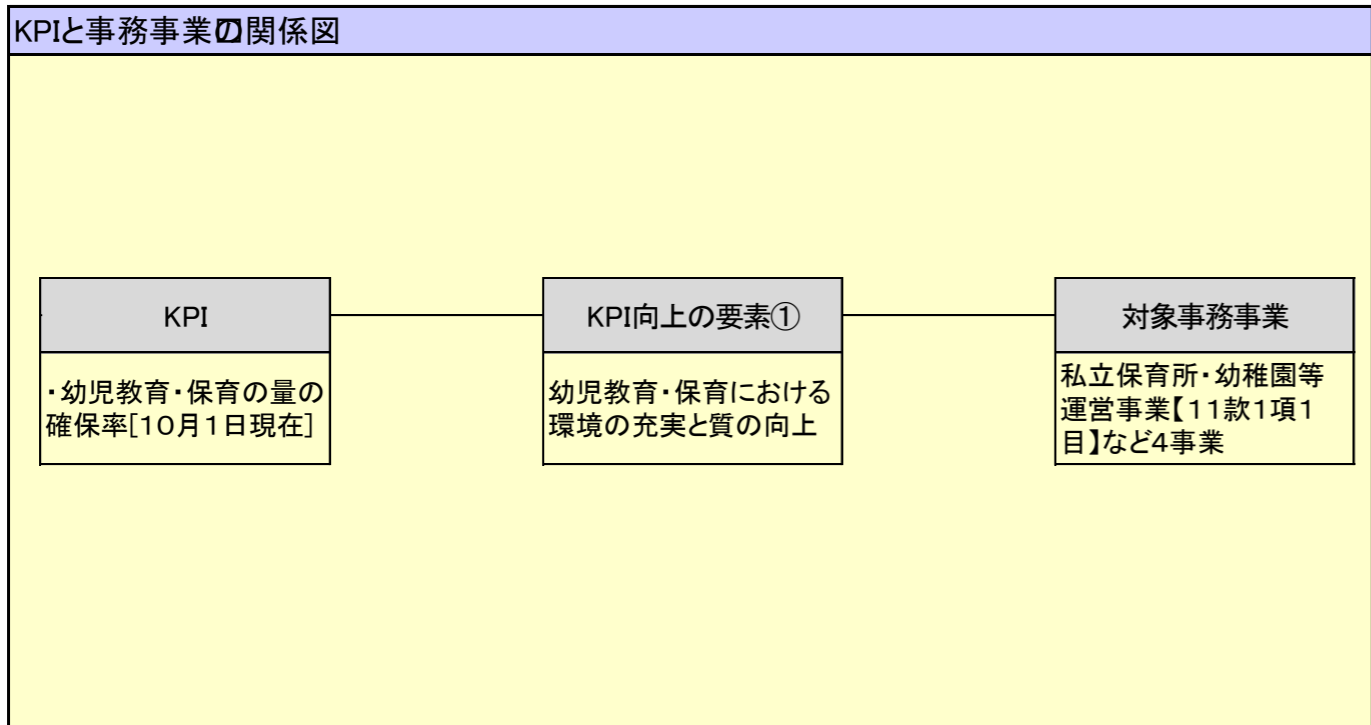 KPIと事務事業の関係図
KPI
・幼児教育・保育の量の
確保率[10月1日現在]
KPI向上の要素①
幼児教育・保育における
環境の充実と質の向上
対象事務事業
私立保育所・幼稚園等
運営事業【11款1項1
目】など4事業